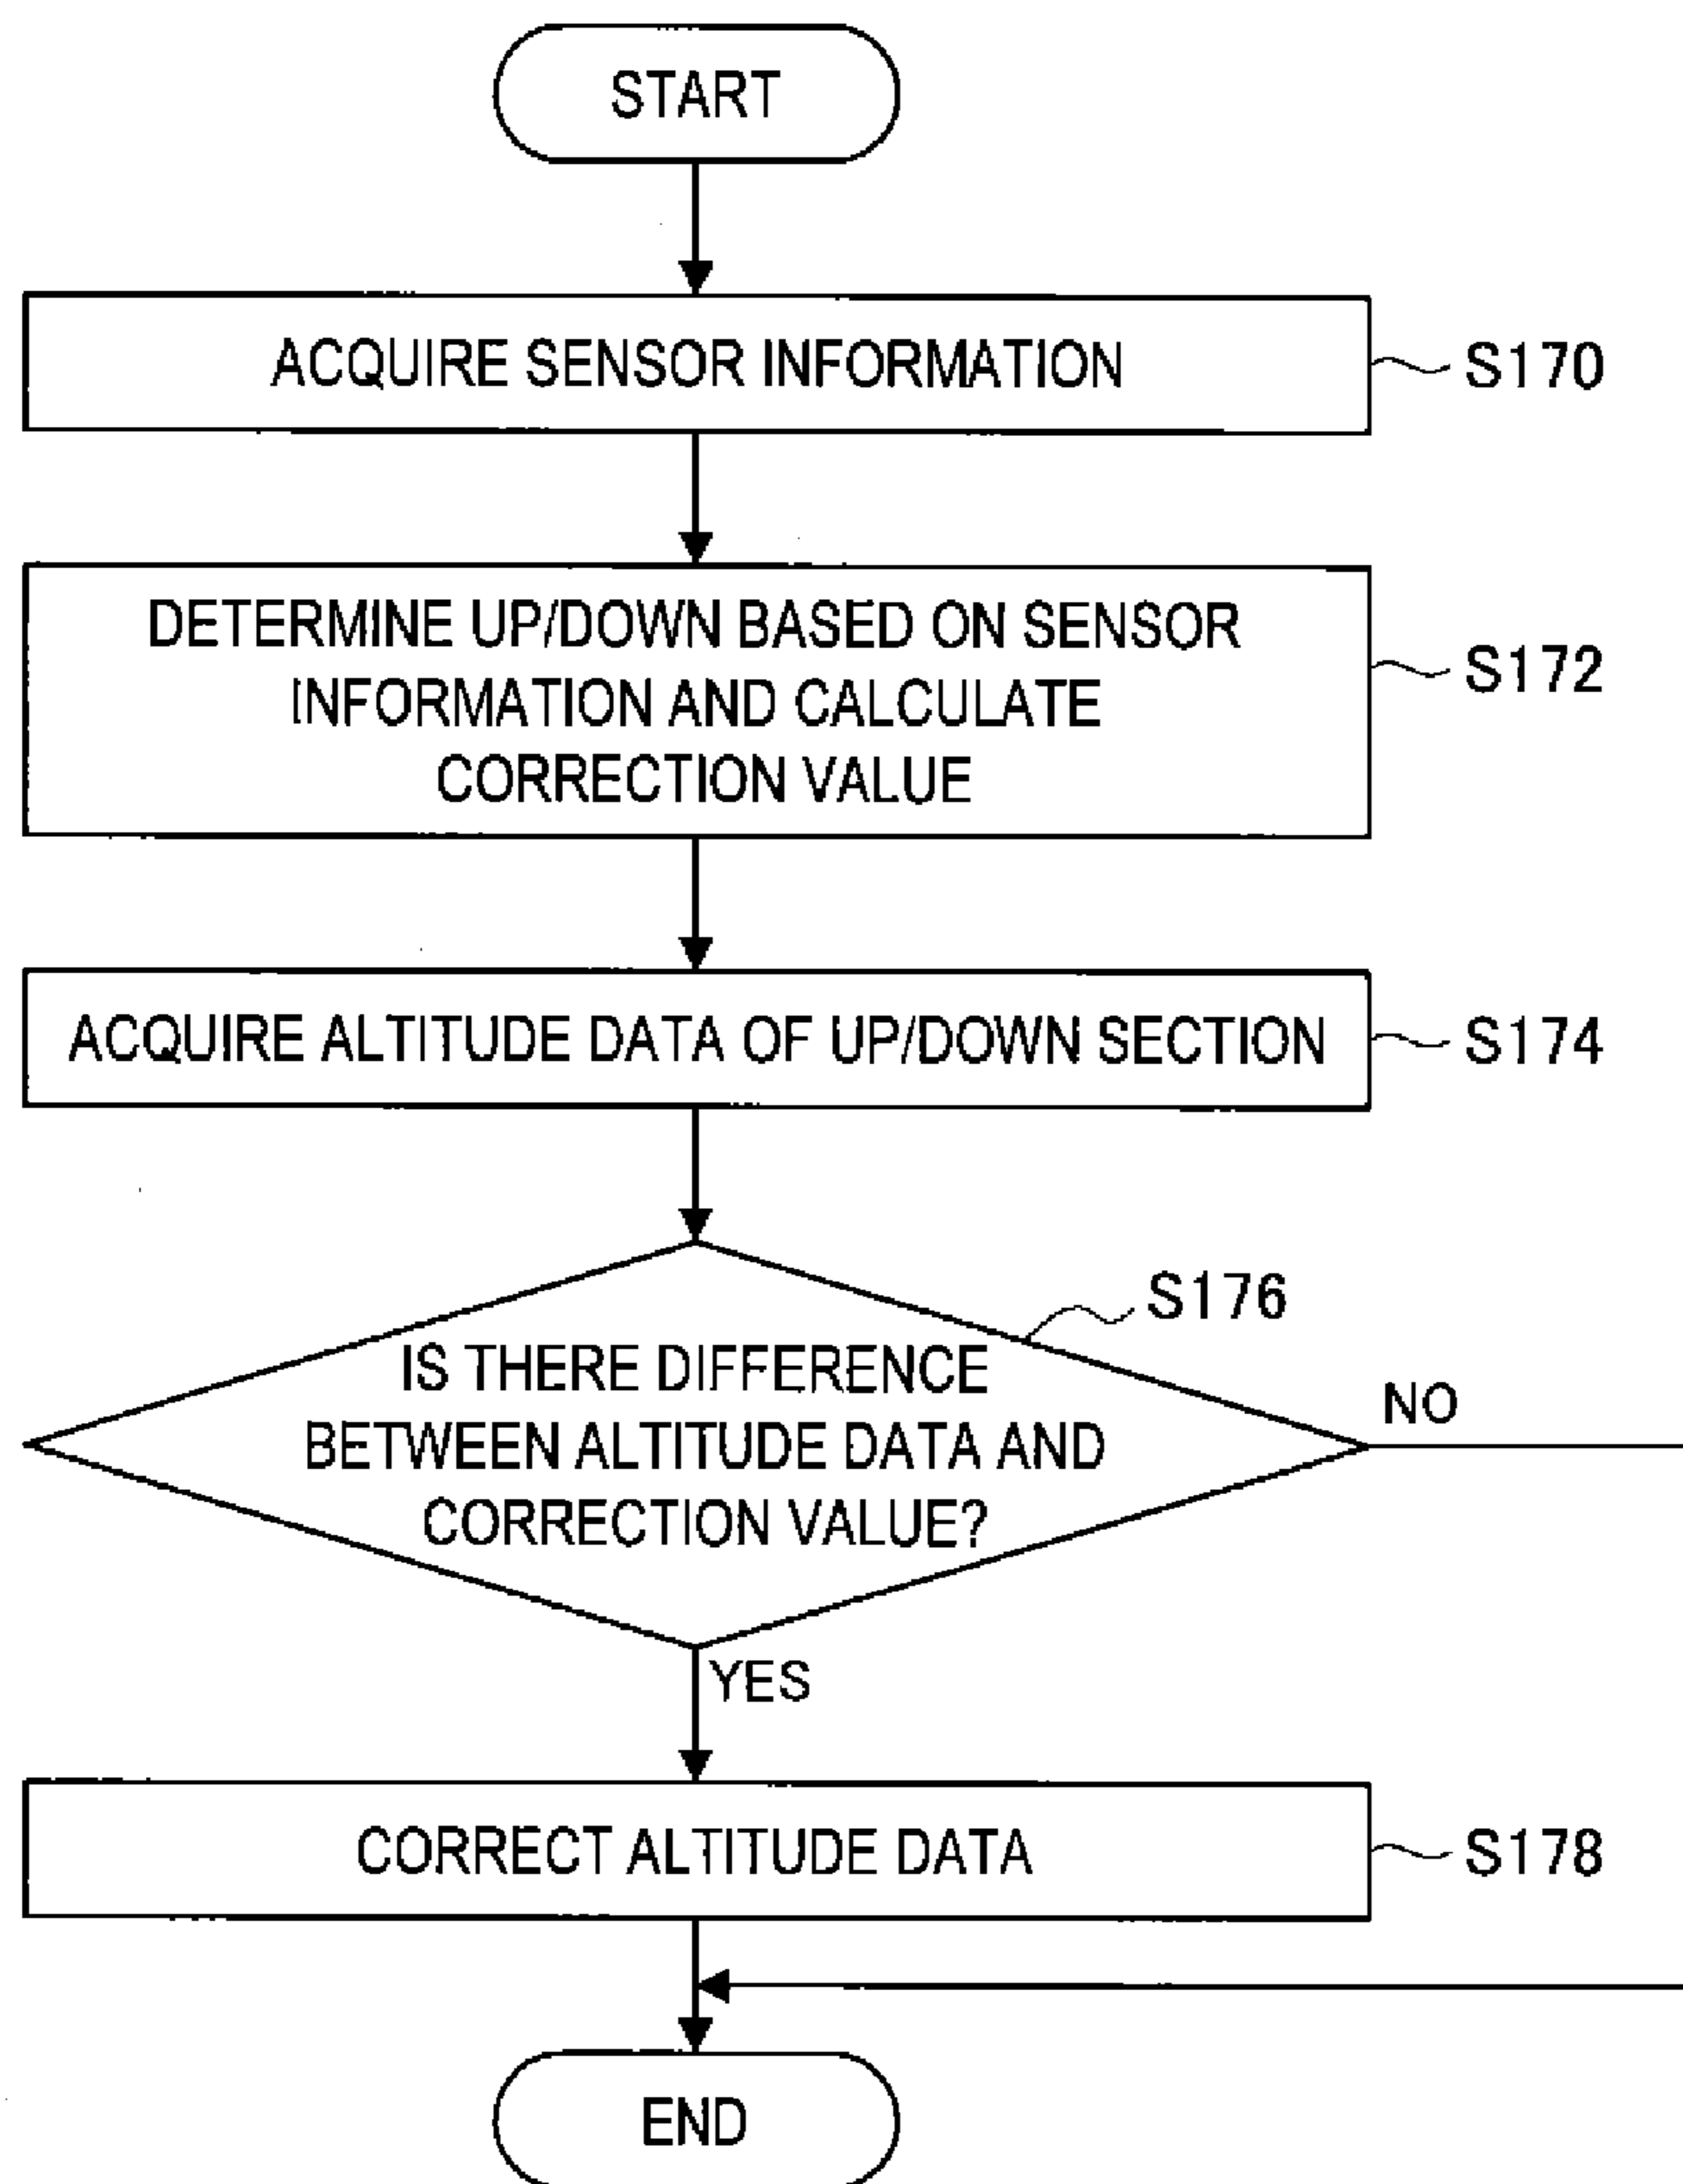 START
ACQUIRE SENSOR INFORMATION
S170
DETERMINE UP/DOWN BASED ON SENSOR
INFORMATION AND CALCULATE
CORRECTION VALUE
S172
ACQUIRE ALTITUDE DATA OF UP/DOWN SECTION
S174
S176
IS THERE DIFFERENCE
BETWEEN ALTITUDE DATA AND
CORRECTION VALUE?
NO
YES
CORRECT ALTITUDE DATA
S178
END